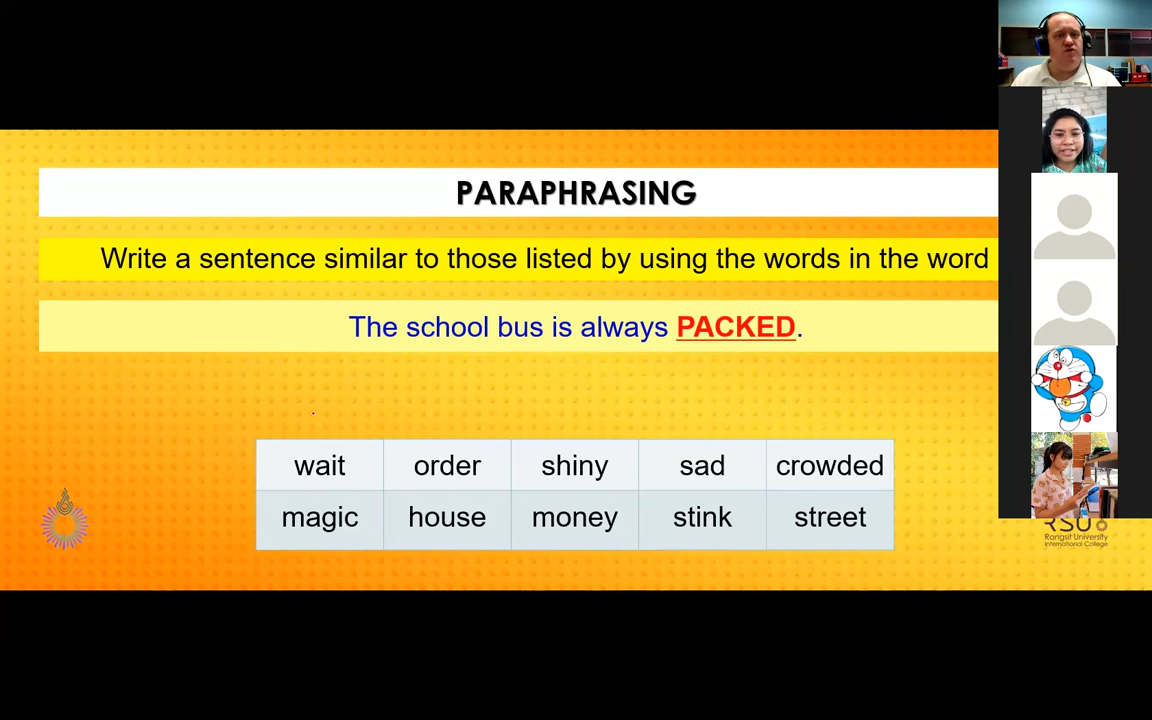 PARAPHRASING
Write a sentence similar to those listed by using the words in the word
The school bus is always PACKED.
wait order shiny sad crowded
magic house money stink street
RSU
Rangsit University
International College